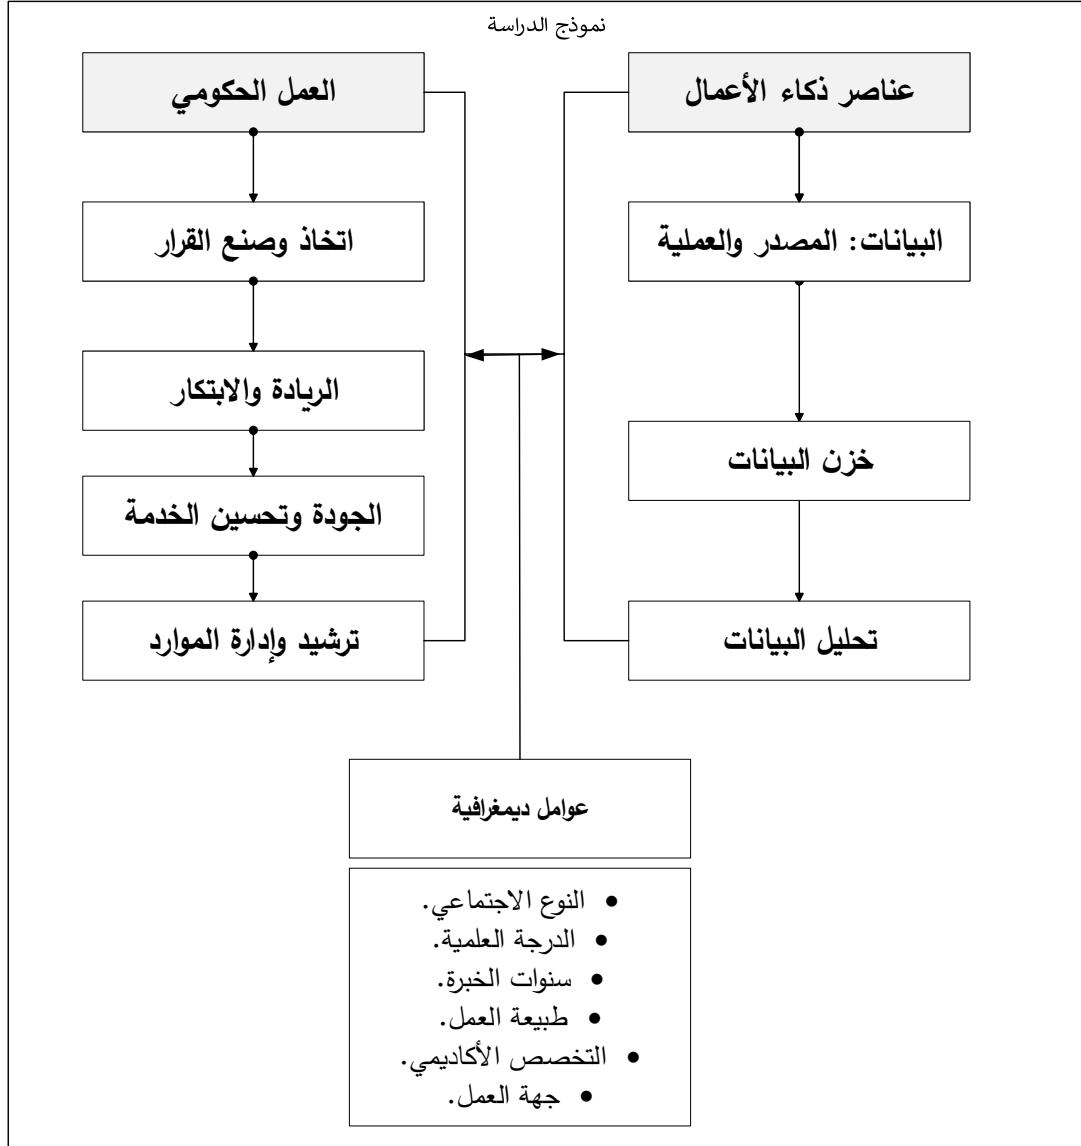 نموذج الدراسة
عناصر ذكاء الأعمال
البيانات: المصدر والعملية
خزن البيانات
تحليل البيانات
العمل الحكومي
اتخاذ وصنع القرار
الريادة والابتكار
الجودة وتحسين الخدمة
ترشيد وإدارة الموارد
عوامل ديمغرافية
• النوع الاجتماعي.
• الدرجة العلمية.
• سنوات الخبرة.
• طبيعة العمل.
• التخصص الأكاديمي.
• جهة العمل.